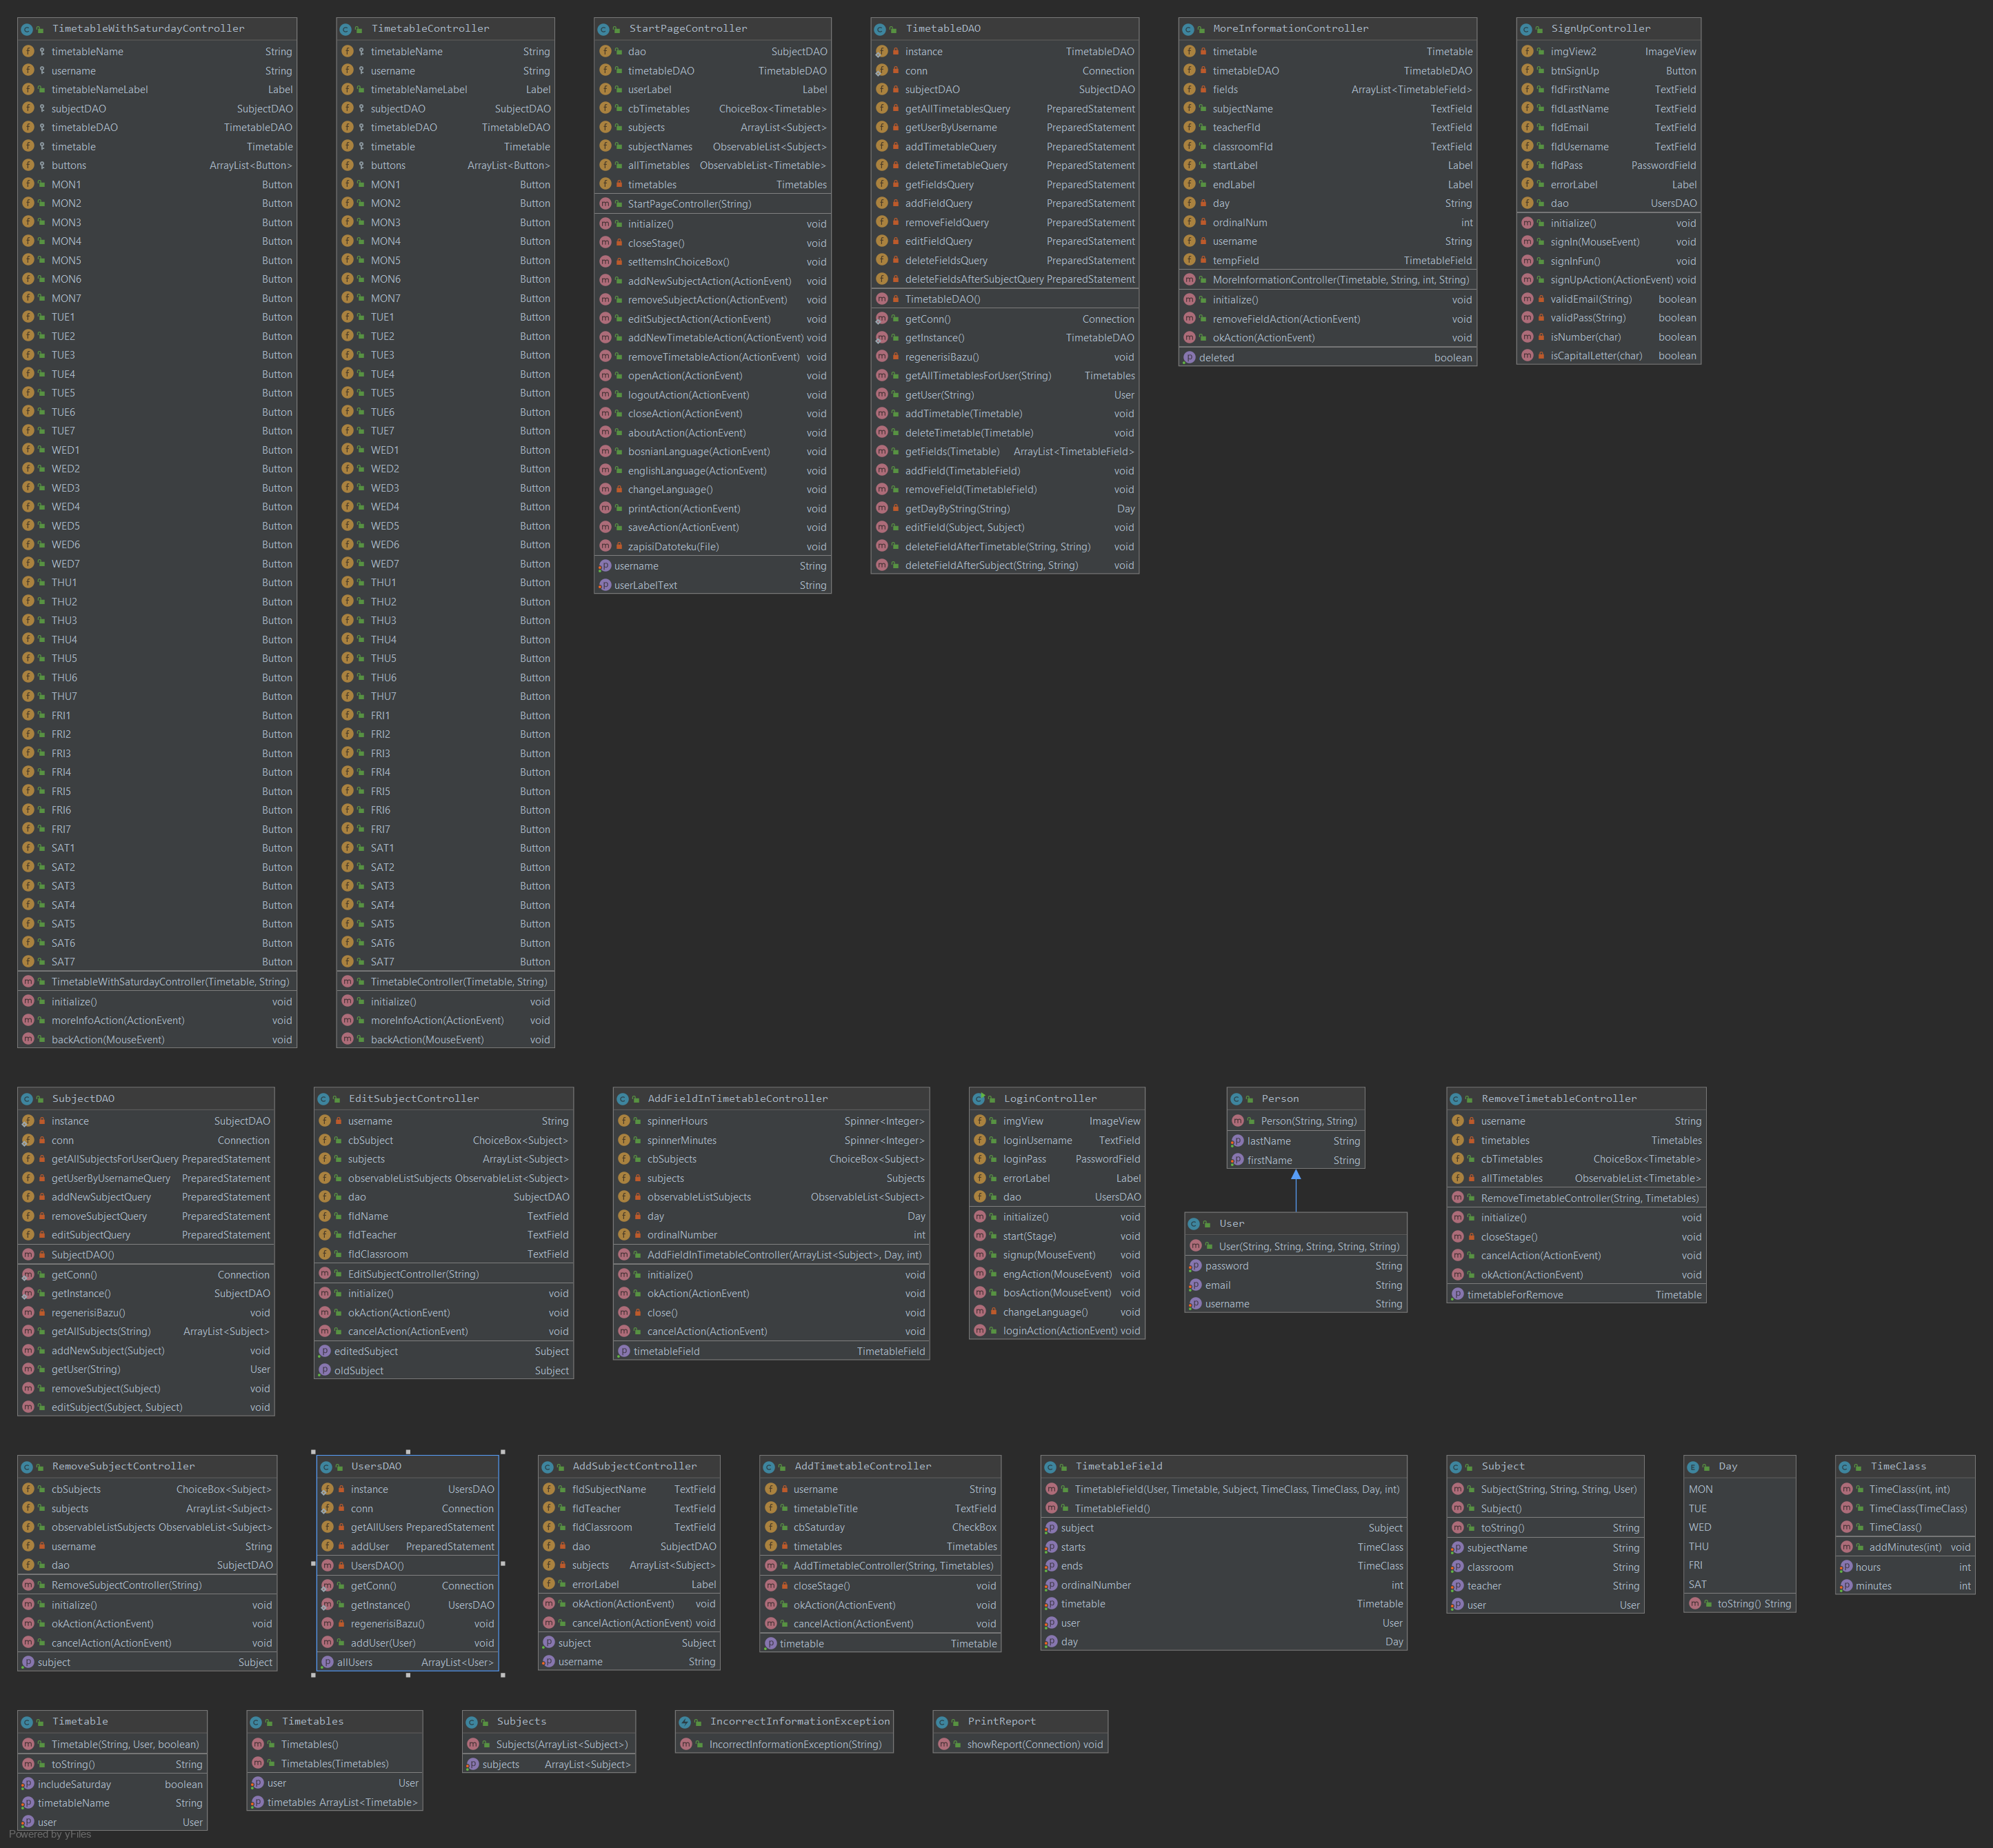 TimetableWithSaturdayController
timetableName String
username String
timetableNameLabel Label
subjectDAO SubjectDAO
timetableDAO TimetableDAO
timetable Timetable
buttons ArrayList<Button>
MON1 Button
MON2 Button
MON3 Button
MON4 Button
MON5 Button
MON6 Button
MON7 Button
TUE1 Button
TUE2 Button
TUE3 Button
TUE4 Button
TUE5 Button
TUE6 Button
TUE7 Button
WED1 Button
WED2 Button
WED3 Button
WED4 Button
WED5 Button
WED6 Button
WED7 Button
THU1 Button
THU2 Button
THU3 Button
THU4 Button
THU5 Button
THU6 Button
THU7 Button
FRI1 Button
FRI2 Button
FRI3 Button
FRI4 Button
FRI5 Button
FRI6 Button
FRI7 Button
SAT1 Button
SAT2 Button
SAT3 Button
SAT4 Button
SAT5 Button
SAT6 Button
SAT7 Button
TimetableWithSaturdayController(Timetable, String)
initialize() void
moreInfoAction(ActionEvent) void
backAction(MouseEvent) void
TimetableController
timetableName String
username String
timetableNameLabel Label
subjectDAO SubjectDAO
timetableDAO TimetableDAO
timetable Timetable
buttons ArrayList<Button>
MON1 Button
MON2 Button
MON3 Button
MON4 Button
MON5 Button
MON6 Button
MON7 Button
TUE1 Button
TUE2 Button
TUE3 Button
TUE4 Button
TUE5 Button
TUE6 Button
TUE7 Button
WED1 Button
WED2 Button
WED3 Button
WED4 Button
WED5 Button
WED6 Button
WED7 Button
THU1 Button
THU2 Button
THU3 Button
THU4 Button
THU5 Button
THU6 Button
THU7 Button
FRI1 Button
FRI2 Button
FRI3 Button
FRI4 Button
FRI5 Button
FRI6 Button
FRI7 Button
SAT1 Button
SAT2 Button
SAT3 Button
SAT4 Button
SAT5 Button
SAT6 Button
SAT7 Button
TimetableController(Timetable, String)
initialize() void
moreInfoAction(ActionEvent) void
backAction(MouseEvent) void
StartPageController
dao SubjectDAO
timetableDAO TimetableDAO
userLabel Label
cbTimetables ChoiceBox<Timetable>
subjects ArrayList<Subject>
subjectNames ObservableList<Subject>
allTimetables ObservableList<Timetable>
timetables Timetables
StartPageController(String)
initialize() void
closeStage() void
setItemsInChoiceBox() void
addNewSubjectAction(ActionEvent) void
removeSubjectAction(ActionEvent) void
editSubjectAction(ActionEvent) void
addNewTimetableAction(ActionEvent) void
removeTimetableAction(ActionEvent) void
openAction(ActionEvent) void
logoutAction(ActionEvent) void
closeAction(ActionEvent) void
aboutAction(ActionEvent) void
bosnianLanguage(ActionEvent) void
englishLanguage(ActionEvent) void
changeLanguage() void
printAction(ActionEvent) void
saveAction(ActionEvent) void
zapisiDatoteku(File) void
username String
userLabelText String
TimetableDAO
instance TimetableDAO
conn Connection
subjectDAO SubjectDAO
getAllTimetablesQuery PreparedStatement
getUserByUsername PreparedStatement
addTimetableQuery PreparedStatement
deleteTimetableQuery PreparedStatement
getFieldsQuery PreparedStatement
addFieldQuery PreparedStatement
removeFieldQuery PreparedStatement
editFieldQuery PreparedStatement
deleteFieldsQuery PreparedStatement
deleteFieldsAfterSubjectQuery PreparedStatement
TimetableDAO()
getConn() Connection
getInstance() TimetableDAO
regenerisiBazu() void
getAllTimetablesForUser(String) Timetables
getUser(String) User
addTimetable(Timetable) void
deleteTimetable(Timetable) void
getFields(Timetable) ArrayList<TimetableField>
addField(TimetableField) void
removeField(TimetableField) void
getDayByString(String) Day
editField(Subject, Subject) void
deleteFieldAfterTimetable(String, String) void
deleteFieldAfterSubject(String, String) void
MoreInformationController
timetable Timetable
timetableDAO TimetableDAO
fields ArrayList<TimetableField>
subjectName TextField
teacherFld TextField
classroomFld TextField
startLabel Label
endLabel Label
day String
ordinalNum int
username String
tempField TimetableField
MoreInformationController(Timetable, String, int, String)
initialize() void
removeFieldAction(ActionEvent) void
okAction(ActionEvent) void
deleted boolean
SignUpController
imgView2 ImageView
btnSignUp Button
fldFirstName TextField
fldLastName TextField
fldEmail TextField
fldUsername TextField
fldPass PasswordField
errorLabel Label
dao UsersDAO
initialize() void
signIn(MouseEvent) void
signInFun() void
signUpAction(ActionEvent) void
validEmail(String) boolean
validPass(String) boolean
isNumber(char) boolean
isCapitalLetter(char) boolean
SubjectDAO
instance SubjectDAO
conn Connection
getAllSubjectsForUserQuery PreparedStatement
getUserByUsernameQuery PreparedStatement
addNewSubjectQuery PreparedStatement
removeSubjectQuery PreparedStatement
editSubjectQuery PreparedStatement
SubjectDAO()
getConn() Connection
getInstance() SubjectDAO
regenerisiBazu() void
getAllSubjects(String) ArrayList<Subject>
addNewSubject(Subject) void
getUser(String) User
removeSubject(Subject) void
editSubject(Subject, Subject) void
EditSubjectController
username String
cbSubject ChoiceBox<Subject>
subjects ArrayList<Subject>
observableListSubjects ObservableList<Subject>
dao SubjectDAO
fldName TextField
fldTeacher TextField
fldClassroom TextField
EditSubjectController(String)
initialize() void
okAction(ActionEvent) void
cancelAction(ActionEvent) void
editedSubject Subject
oldSubject Subject
AddFieldInTimetableController
spinnerHours Spinner<Integer>
spinnerMinutes Spinner<Integer>
cbSubjects ChoiceBox<Subject>
subjects Subjects
observableListSubjects ObservableList<Subject>
day Day
ordinalNumber int
AddFieldInTimetableController(ArrayList<Subject>, Day, int)
initialize() void
okAction(ActionEvent) void
close() void
cancelAction(ActionEvent) void
timetableField TimetableField
LoginController
imgView ImageView
loginUsername TextField
loginPass PasswordField
errorLabel Label
dao UsersDAO
initialize() void
start(Stage) void
signup(MouseEvent) void
engAction(MouseEvent) void
bosAction(MouseEvent) void
changeLanguage() void
loginAction(ActionEvent) void
Person
Person(String, String)
lastName String
firstName String
User
User(String, String, String, String, String)
password String
email String
username String
RemoveTimetableController
username String
timetables Timetables
cbTimetables ChoiceBox<Timetable>
allTimetables ObservableList<Timetable>
RemoveTimetableController(String, Timetables)
initialize() void
closeStage() void
cancelAction(ActionEvent) void
okAction(ActionEvent) void
timetableForRemove Timetable
RemoveSubjectController
cbSubjects ChoiceBox<Subject>
subjects ArrayList<Subject>
observableListSubjects ObservableList<Subject>
username String
dao SubjectDAO
RemoveSubjectController(String)
initialize() void
okAction(ActionEvent) void
cancelAction(ActionEvent) void
subject Subject
UsersDAO
instance UsersDAO
conn Connection
getAllUsers PreparedStatement
addUser PreparedStatement
UsersDAO()
getConn() Connection
getInstance() UsersDAO
regenerisiBazu() void
addUser(User) void
allUsers ArrayList<User>
AddSubjectController
fldSubjectName TextField
fldTeacher TextField
fldClassroom TextField
dao SubjectDAO
subjects ArrayList<Subject>
errorLabel Label
okAction(ActionEvent) void
cancelAction(ActionEvent) void
subject Subject
username String
AddTimetableController
username String
timetableTitle TextField
cbSaturday CheckBox
timetables Timetables
AddTimetableController(String, Timetables)
closeStage() void
okAction(ActionEvent) void
cancelAction(ActionEvent) void
timetable Timetable
TimetableField
TimetableField(User, Timetable, Subject, TimeClass, TimeClass, Day, int)
TimetableField()
subject Subject
starts TimeClass
ends TimeClass
ordinalNumber int
timetable Timetable
user User
day Day
Subject
Subject(String, String, String, User)
Subject()
toString() String
subjectName String
classroom String
teacher String
user User
Day
MON
TUE
WED
THU
FRI
SAT
toString() String
TimeClass
TimeClass(int, int)
TimeClass(TimeClass)
TimeClass()
addMinutes(int) void
hours int
minutes int
Timetable
Timetable(String, User, boolean)
toString() String
includeSaturday boolean
timetableName String
user User
Timetables
Timetables()
Timetables(Timetables)
user User
timetables ArrayList<Timetable>
Subjects
Subjects(ArrayList<Subject>)
subjects ArrayList<Subject>
IncorrectInformationException
IncorrectInformationException(String)
PrintReport
showReport(Connection) void
Powered by yFiles